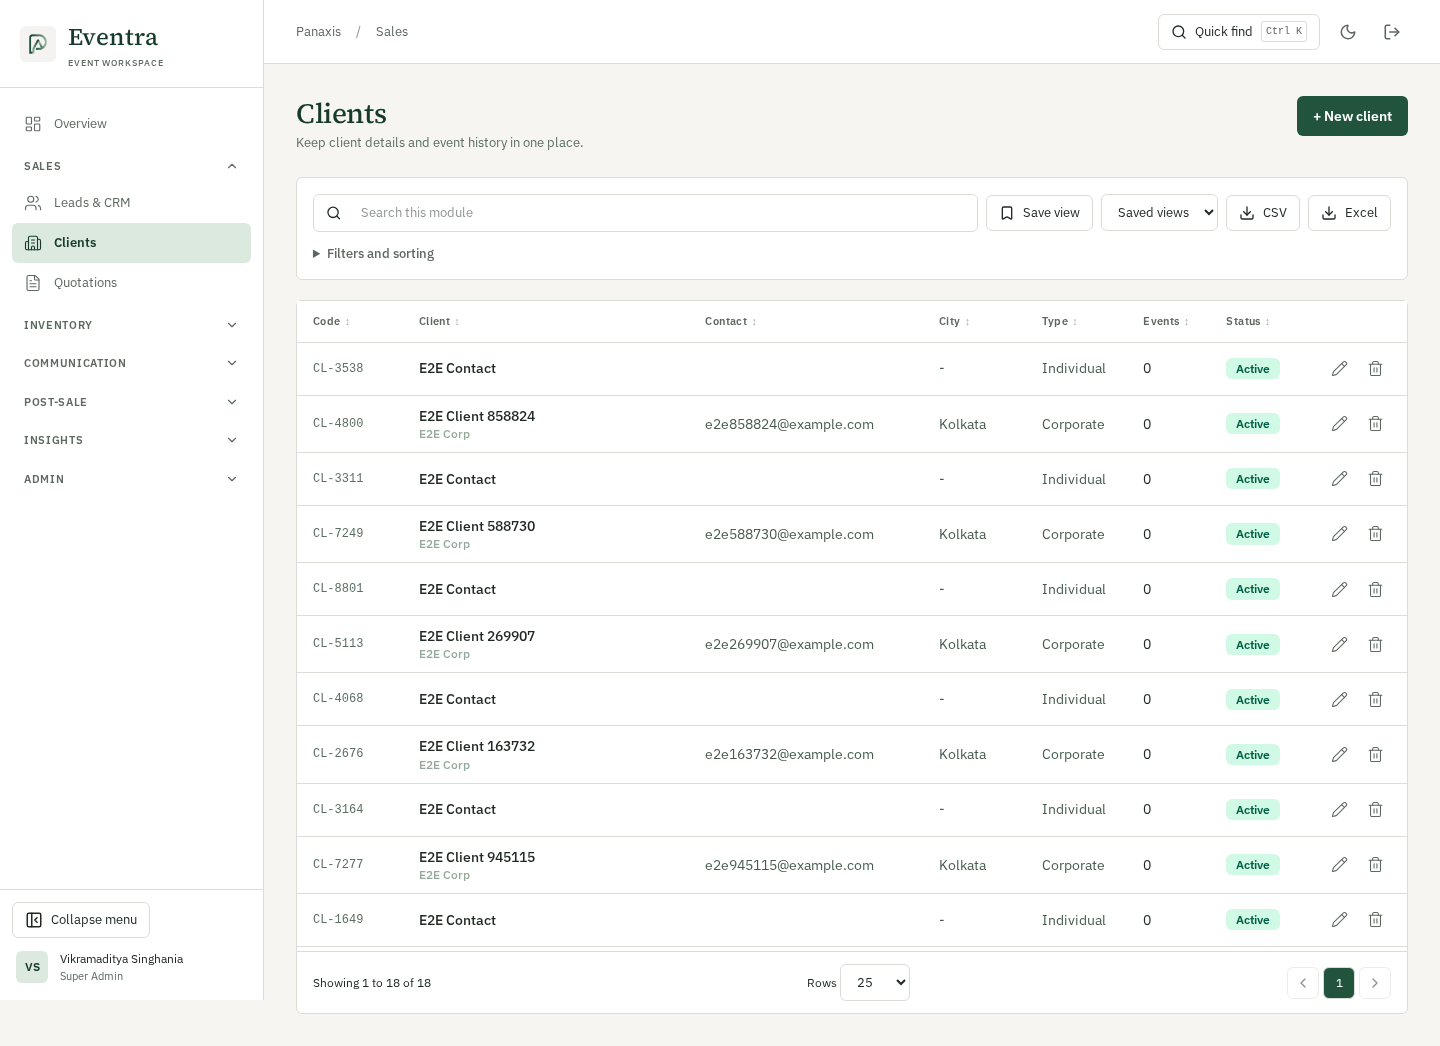 Eventra
EVENT WORKSPACE
Overview
SALES
Leads & CRM
Clients
Quotations
INVENTORY
COMMUNICATION
POST-SALE
INSIGHTS
ADMIN
Collapse menu
VS
Vikramaditya Singhania
Super Admin
Panaxis / Sales
Quick find Ctrl K
Clients
Keep client details and event history in one place.
+ New client
Search this module
Save view
Saved views
CSV
Excel
Filters and sorting
Code ↕ Client ↕ Contact ↕ City ↕ Type ↕ Events ↕ Status ↕
CL-3538 E2E Contact - Individual 0 Active
CL-4800 E2E Client 858824 e2e858824@example.com Kolkata Corporate 0 Active
E2E Corp
CL-3311 E2E Contact - Individual 0 Active
CL-7249 E2E Client 588730 e2e588730@example.com Kolkata Corporate 0 Active
E2E Corp
CL-8801 E2E Contact - Individual 0 Active
CL-5113 E2E Client 269907 e2e269907@example.com Kolkata Corporate 0 Active
E2E Corp
CL-4068 E2E Contact - Individual 0 Active
CL-2676 E2E Client 163732 e2e163732@example.com Kolkata Corporate 0 Active
E2E Corp
CL-3164 E2E Contact - Individual 0 Active
CL-7277 E2E Client 945115 e2e945115@example.com Kolkata Corporate 0 Active
E2E Corp
CL-1649 E2E Contact - Individual 0 Active
Showing 1 to 18 of 18
Rows 25
1